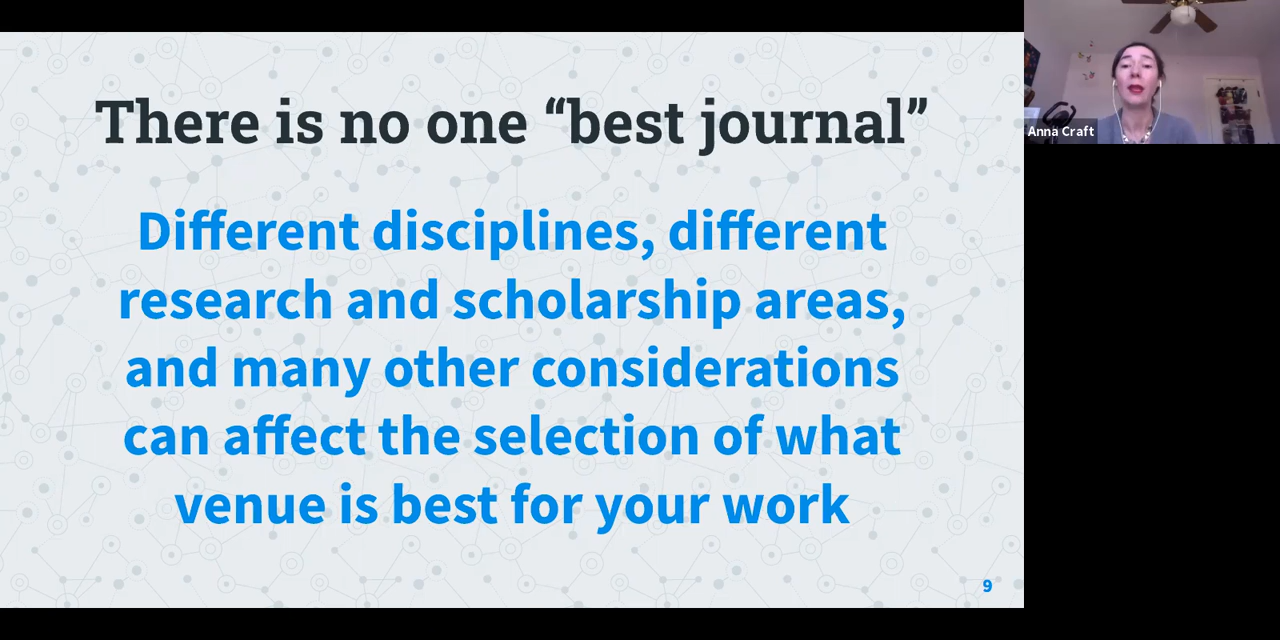 There is no one “best journal”
Different disciplines, different
research and scholarship areas,
and many other considerations
can affect the selection of what
venue is best for your work
9
Anna Craft